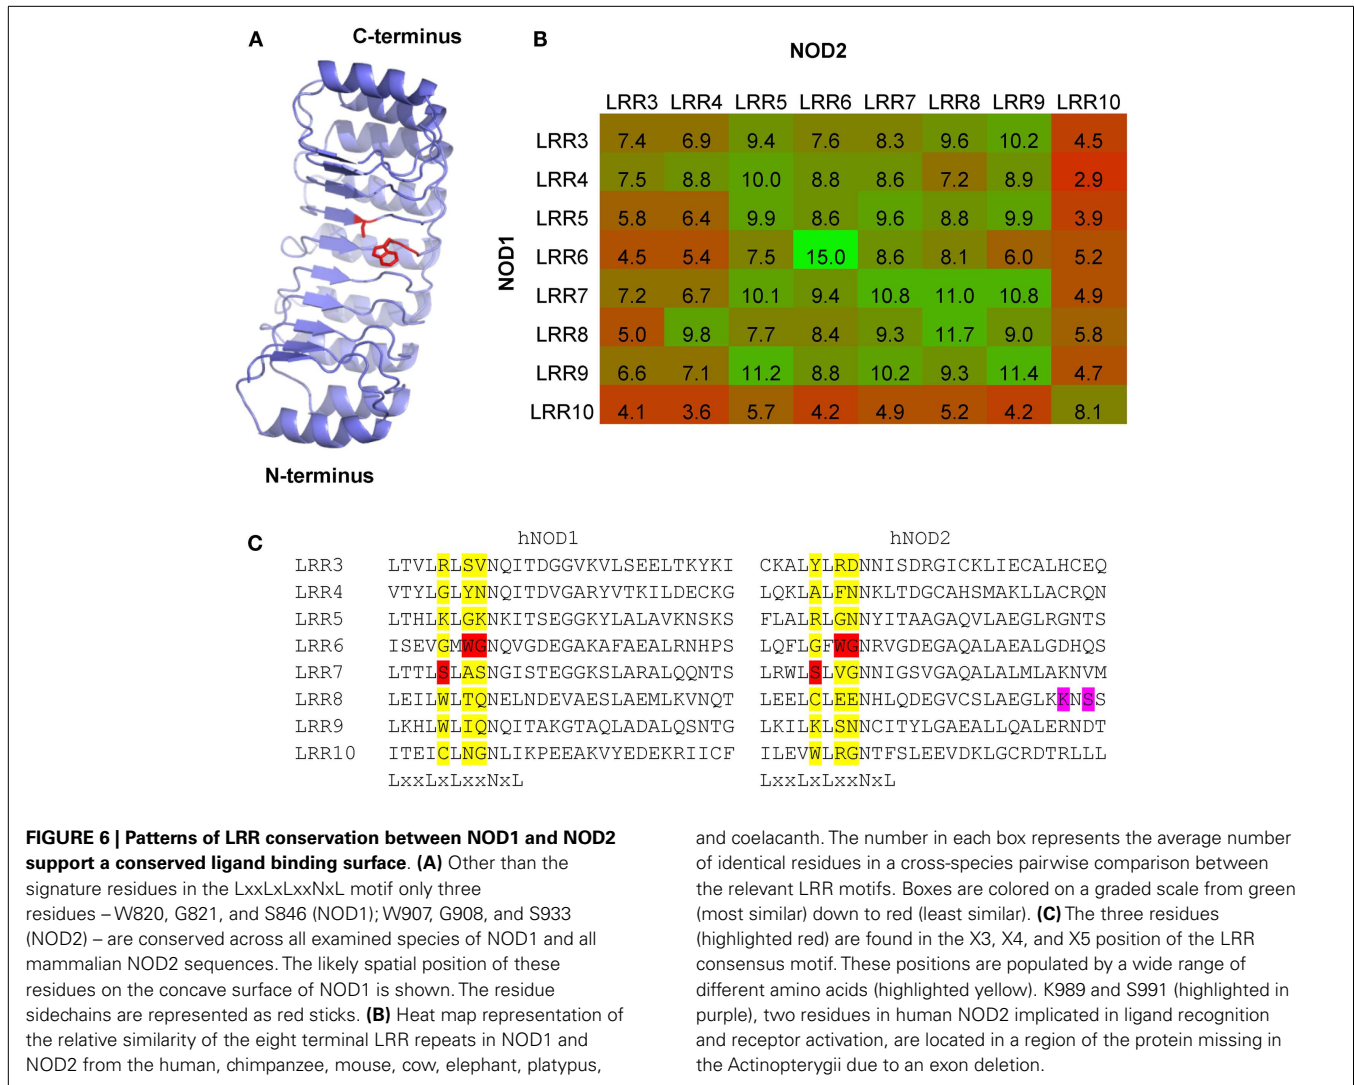 A
C-terminus
N-terminus
B
NOD2
LRR3 LRR4 LRR5 LRR6 LRR7 LRR8 LRR9 LRR10
NOD1
LRR3 7.4 6.9 9.4 7.6 8.3 9.6 10.2 4.5
LRR4 7.5 8.8 10.0 8.8 8.6 7.2 8.9 2.9
LRR5 5.8 6.4 9.9 8.6 9.6 8.8 9.9 3.9
LRR6 4.5 5.4 7.5 15.0 8.6 8.1 6.0 5.2
LRR7 7.2 6.7 10.1 9.4 10.8 11.0 10.8 4.9
LRR8 5.0 9.8 7.7 8.4 9.3 11.7 9.0 5.8
LRR9 6.6 7.1 11.2 8.8 10.2 9.3 11.4 4.7
LRR10 4.1 3.6 5.7 4.2 4.9 5.2 4.2 8.1
C
hNOD1 hNOD2
LRR3 LTVLRLSVNQITDGGVKVLSEELTKYKI CKALYLRDNNISDRGICKLIECALHCEQ
LRR4 VTYLGLYNNQITDVGARYVTKILDECKG LQKLALFNNKLTDGCAHSMAKLLACRQN
LRR5 LTHLKLGKNKITSEGGKYLALAVKNSKS FLALRLGNNYITAAGAQVLAEGLRGNTS
LRR6 ISEVGMWGNQVGDEGAKAFAEALRNHPS LQFLGFWGNRVGDEGAQALAEALGDHQS
LRR7 LTTLSLASNGISTEGGKSLARALQQNTS LRWLSLVGNNIGSVGAQALALMLAKNVM
LRR8 LEILWLTQNELNDEVAESLAEMLKVNQT LEELCLEENHLQDEGVCSLAEGLKKNSS
LRR9 LKHLWLIQNQITAKGTAQLADALQSNTG LKILKLSNNCITYLGAEALLQALERNDT
LRR10 ITEICLNGNLIKPEEAKVYEDEKRIICF ILEVWLRGNTFSLEEVDKLGCRDTRLLL
LxxLxLxxNxL LxxLxLxxNxL
FIGURE 6 | Patterns of LRR conservation between NOD1 and NOD2
support a conserved ligand binding surface. (A) Other than the
signature residues in the LxxLxLxxNxL motif only three
residues – W820, G821, and S846 (NOD1); W907, G908, and S933
(NOD2) – are conserved across all examined species of NOD1 and all
mammalian NOD2 sequences. The likely spatial position of these
residues on the concave surface of NOD1 is shown. The residue
sidechains are represented as red sticks. (B) Heat map representation of
the relative similarity of the eight terminal LRR repeats in NOD1 and
NOD2 from the human, chimpanzee, mouse, cow, elephant, platypus,
and coelacanth. The number in each box represents the average number
of identical residues in a cross-species pairwise comparison between
the relevant LRR motifs. Boxes are colored on a graded scale from green
(most similar) down to red (least similar). (C) The three residues
(highlighted red) are found in the X3, X4, and X5 position of the LRR
consensus motif. These positions are populated by a wide range of
different amino acids (highlighted yellow). K989 and S991 (highlighted in
purple), two residues in human NOD2 implicated in ligand recognition
and receptor activation, are located in a region of the protein missing in
the Actinopterygii due to an exon deletion.